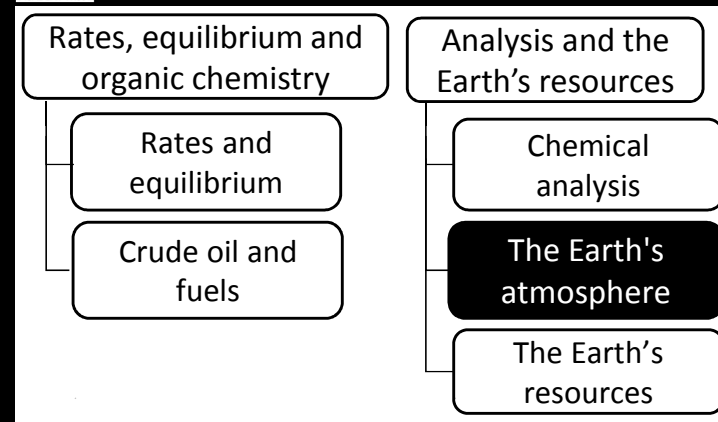 Rates, equilibrium and
organic chemistry
Rates and
equilibrium
Crude oil and
fuels
Analysis and the
Earth’s resources
Chemical
analysis
The Earth's
atmosphere
The Earth’s
resources